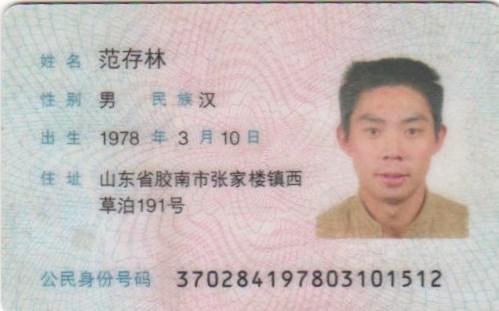 姓名 范存林
性别 男 民族 汉
出生 1978 年 3 月 10 日
住址 山东省胶南市张家楼镇西
草泊191号
公民身份号码 370284197803101512